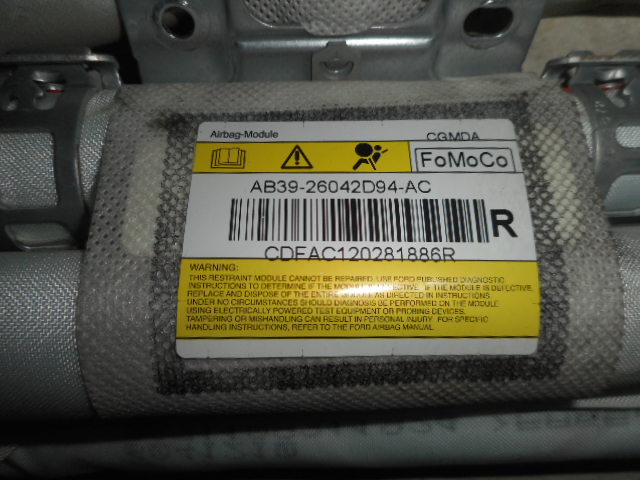 Airbag-Module
CGMDA
FoMoCo
AB39-26042D94-AC
R
CDFAC120281886R
WARNING:
THIS RESTRAINT MODULE CANNOT BE REPAIRED, USE FORD PUBLISHED DIAGNOSTIC
INSTRUCTIONS TO DETERMINE IF THE MODULE IS DEFECTIVE. IF THE MODULE IS DEFECTIVE,
REPLACE AND DISPOSE OF THE ENTIRE MODULE AS DIRECTED IN INSTRUCTIONS
UNDER NO CIRCUMSTANCES SHOULD DIAGNOSIS BE PERFORMED ON THE MODULE
USING ELECTRICALLY POWERED TEST EQUIPMENT OR PROBING DEVICES.
TAMPERING OR MISHANDLING CAN RESULT IN PERSONAL INJURY. FOR SPECIFIC
HANDLING INSTRUCTIONS, REFER TO THE FORD AIRBAG MANUAL.